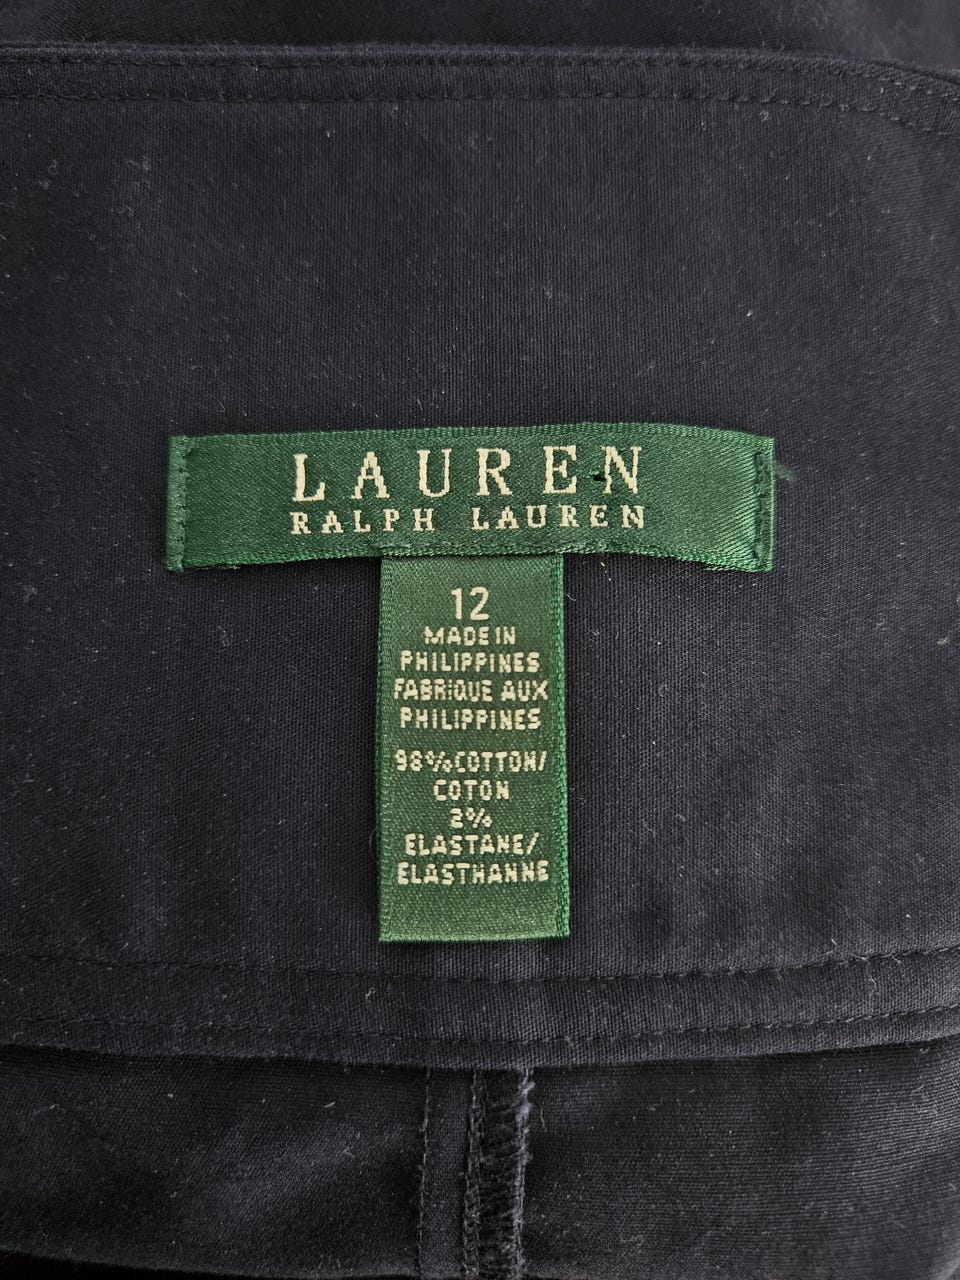 LAUREN
RALPH LAUREN
12
MADE IN
PHILIPPINES
FABRIQUE AUX
PHILIPPINES
98%COTTON/
COTON
2%
ELASTANE/
ELASTHANNE